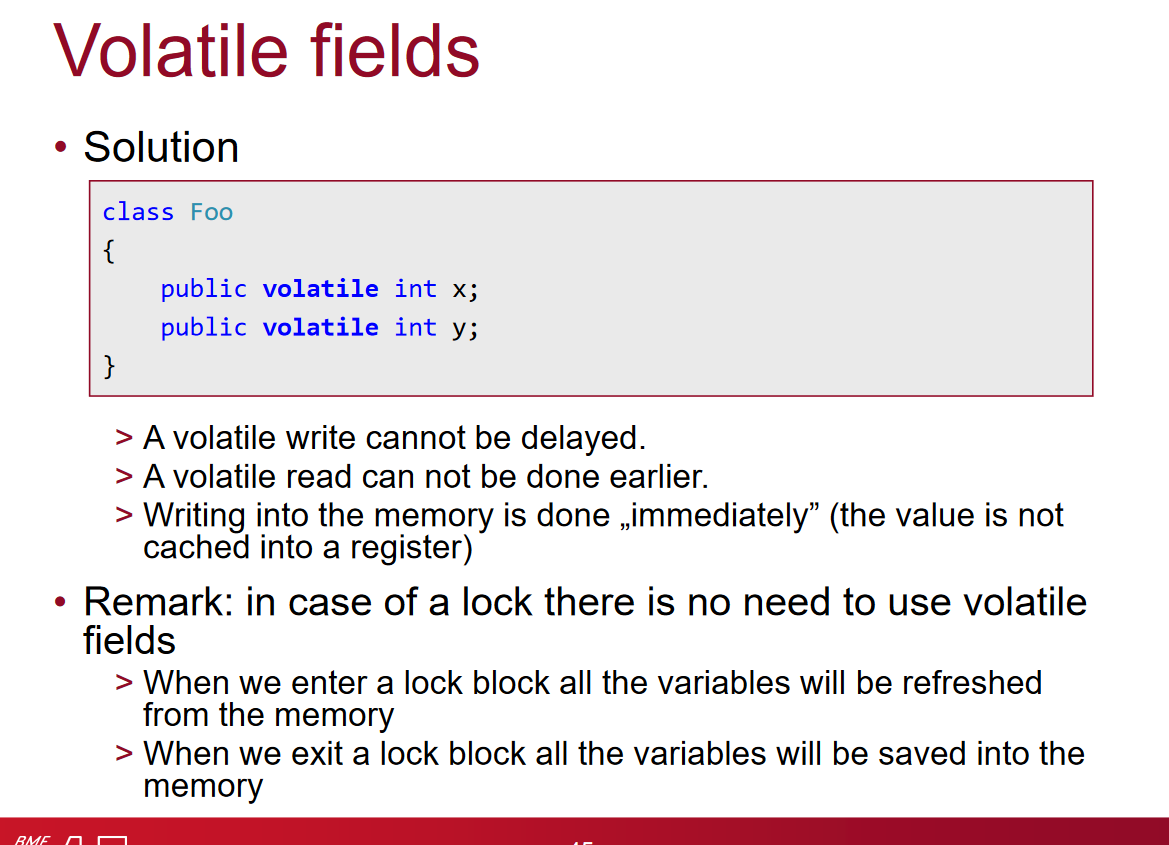 Volatile fields
• Solution
class Foo
{
    public volatile int x;
    public volatile int y;
}
> A volatile write cannot be delayed.
> A volatile read can not be done earlier.
> Writing into the memory is done „immediately” (the value is not
cached into a register)
• Remark: in case of a lock there is no need to use volatile
fields
> When we enter a lock block all the variables will be refreshed
from the memory
> When we exit a lock block all the variables will be saved into the
memory
BME